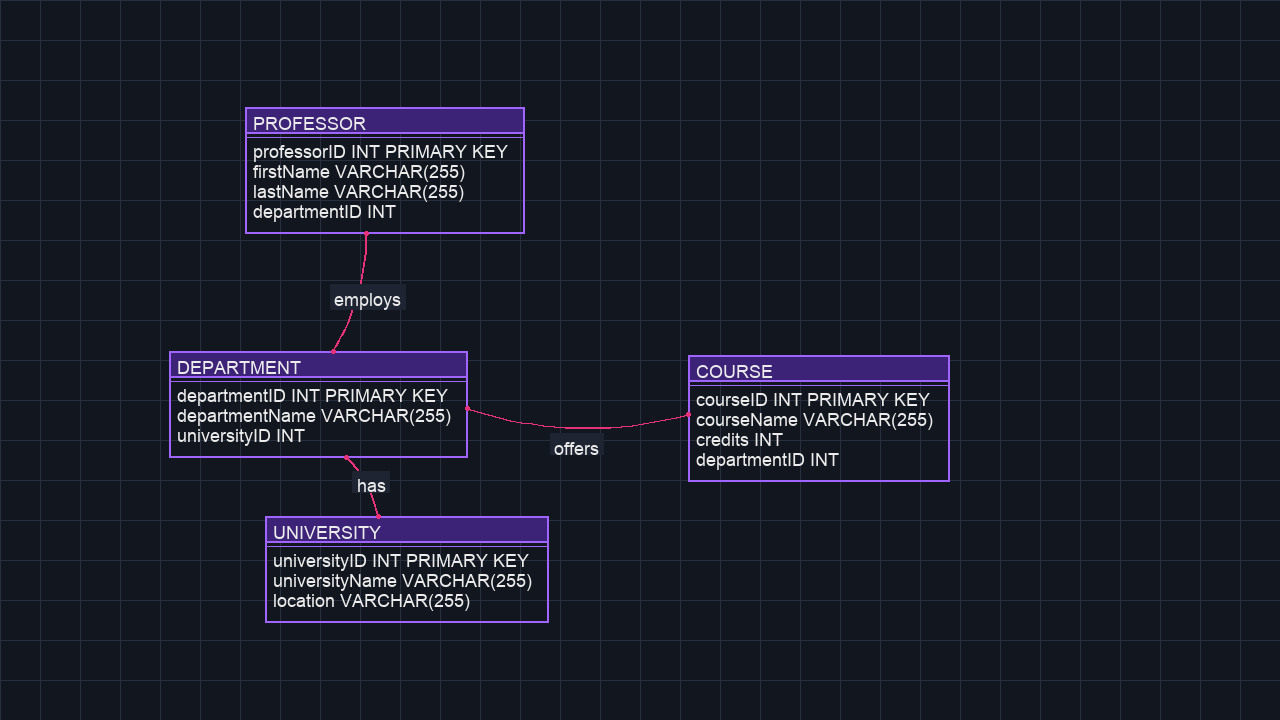 PROFESSOR
professorID INT PRIMARY KEY
firstName VARCHAR(255)
lastName VARCHAR(255)
departmentID INT
employs
DEPARTMENT
departmentID INT PRIMARY KEY
departmentName VARCHAR(255)
universityID INT
offers
COURSE
courseID INT PRIMARY KEY
courseName VARCHAR(255)
credits INT
departmentID INT
has
UNIVERSITY
universityID INT PRIMARY KEY
universityName VARCHAR(255)
location VARCHAR(255)